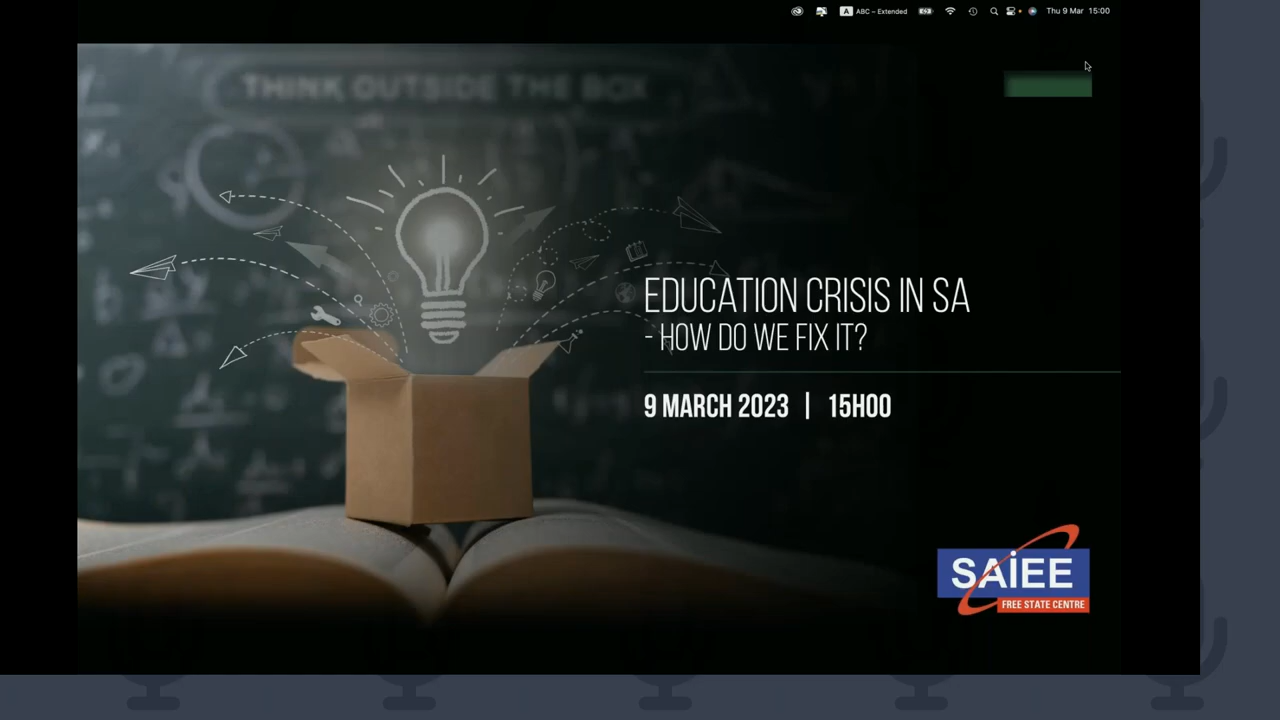 ABC – Extended
Thu 9 Mar 15:00
THINK OUTSIDE THE BOX
EDUCATION CRISIS IN SA
- HOW DO WE FIX IT?
9 MARCH 2023 | 15H00
SAIEE
FREE STATE CENTRE